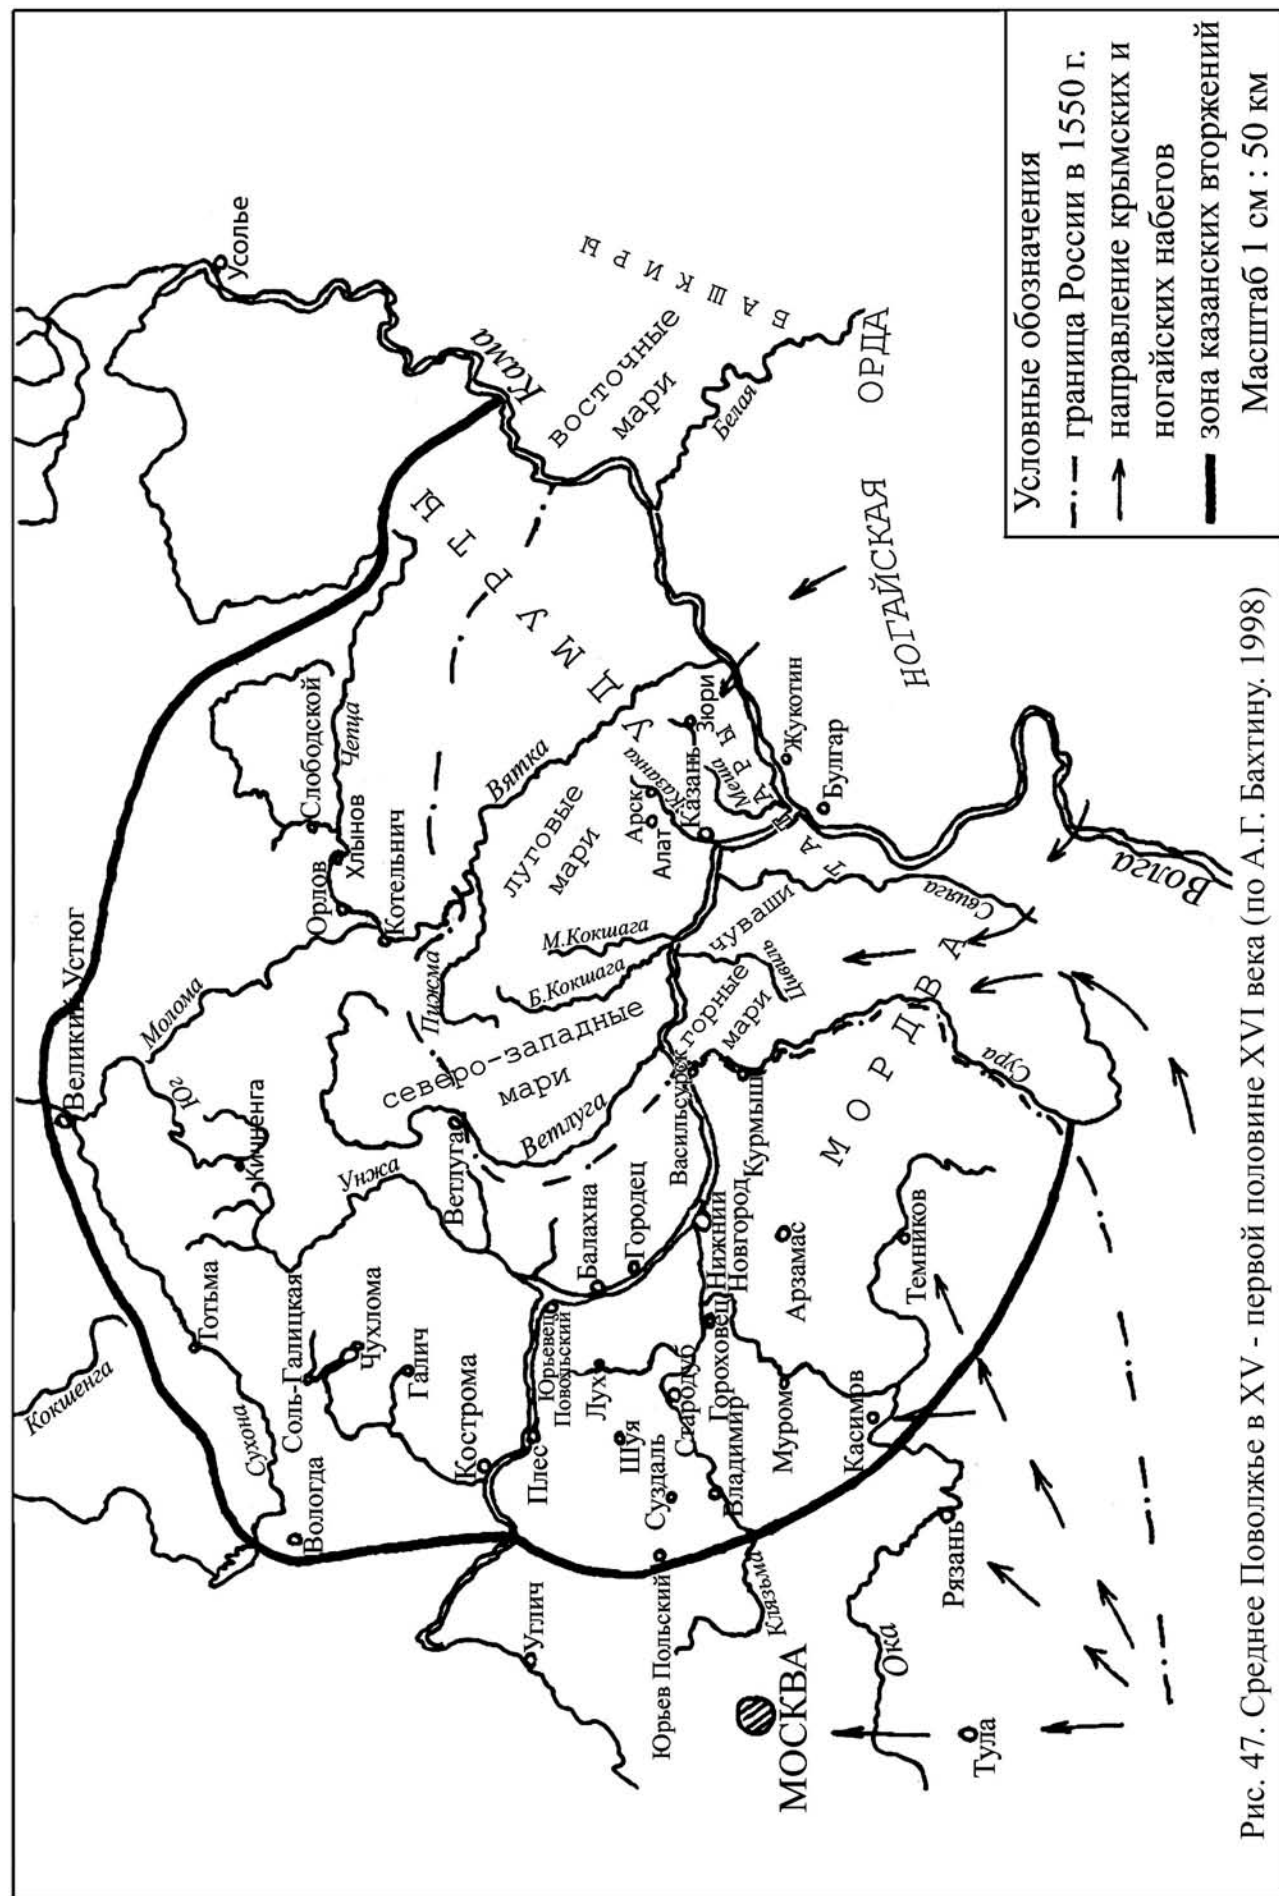 Кокшенга
Великий Устюг
Усолье
Тотьма
Юг
Молома
Кичменга
Сухона
Соль-Галицкая
Вологда
Чухлома
Галич
Унжа
Орлов
Слободской
Хлынов
Чепца
Котельнич
Пижма
Вятка
Кама
УДМУРТЫ
БАШКИРЫ
восточные
мари
Белая
Кострома
Плес
Углич
Юрьевец
Повольский
Ветлуга
Ветлуга
северо-западные
мари
Б.Кокшага
М.Кокшага
луговые
мари
Балахна
Городец
Лух
Шуя
Суздаль
Стародуб
Юрьев Польский
Владимир
Гороховец
Нижний
Новгород
Васильсурск
Курмыш
горные
мари
Цивиль
чуваши
Свияга
Арск
Алат
Казань
Казанка
Меша
Зюри
ТАТАРЫ
Жукотин
Булгар
НОГАЙСКАЯ ОРДА
Клязьма
МОСКВА
Муром
Арзамас
Касимов
Темников
МОРДВА
Сура
Волга
Ока
Рязань
Тула
Условные обозначения
граница России в 1550 г.
направление крымских и
ногайских набегов
зона казанских вторжений
Масштаб 1 см : 50 км
Рис. 47. Среднее Поволжье в XV - первой половине XVI века (по А.Г. Бахтину. 1998)